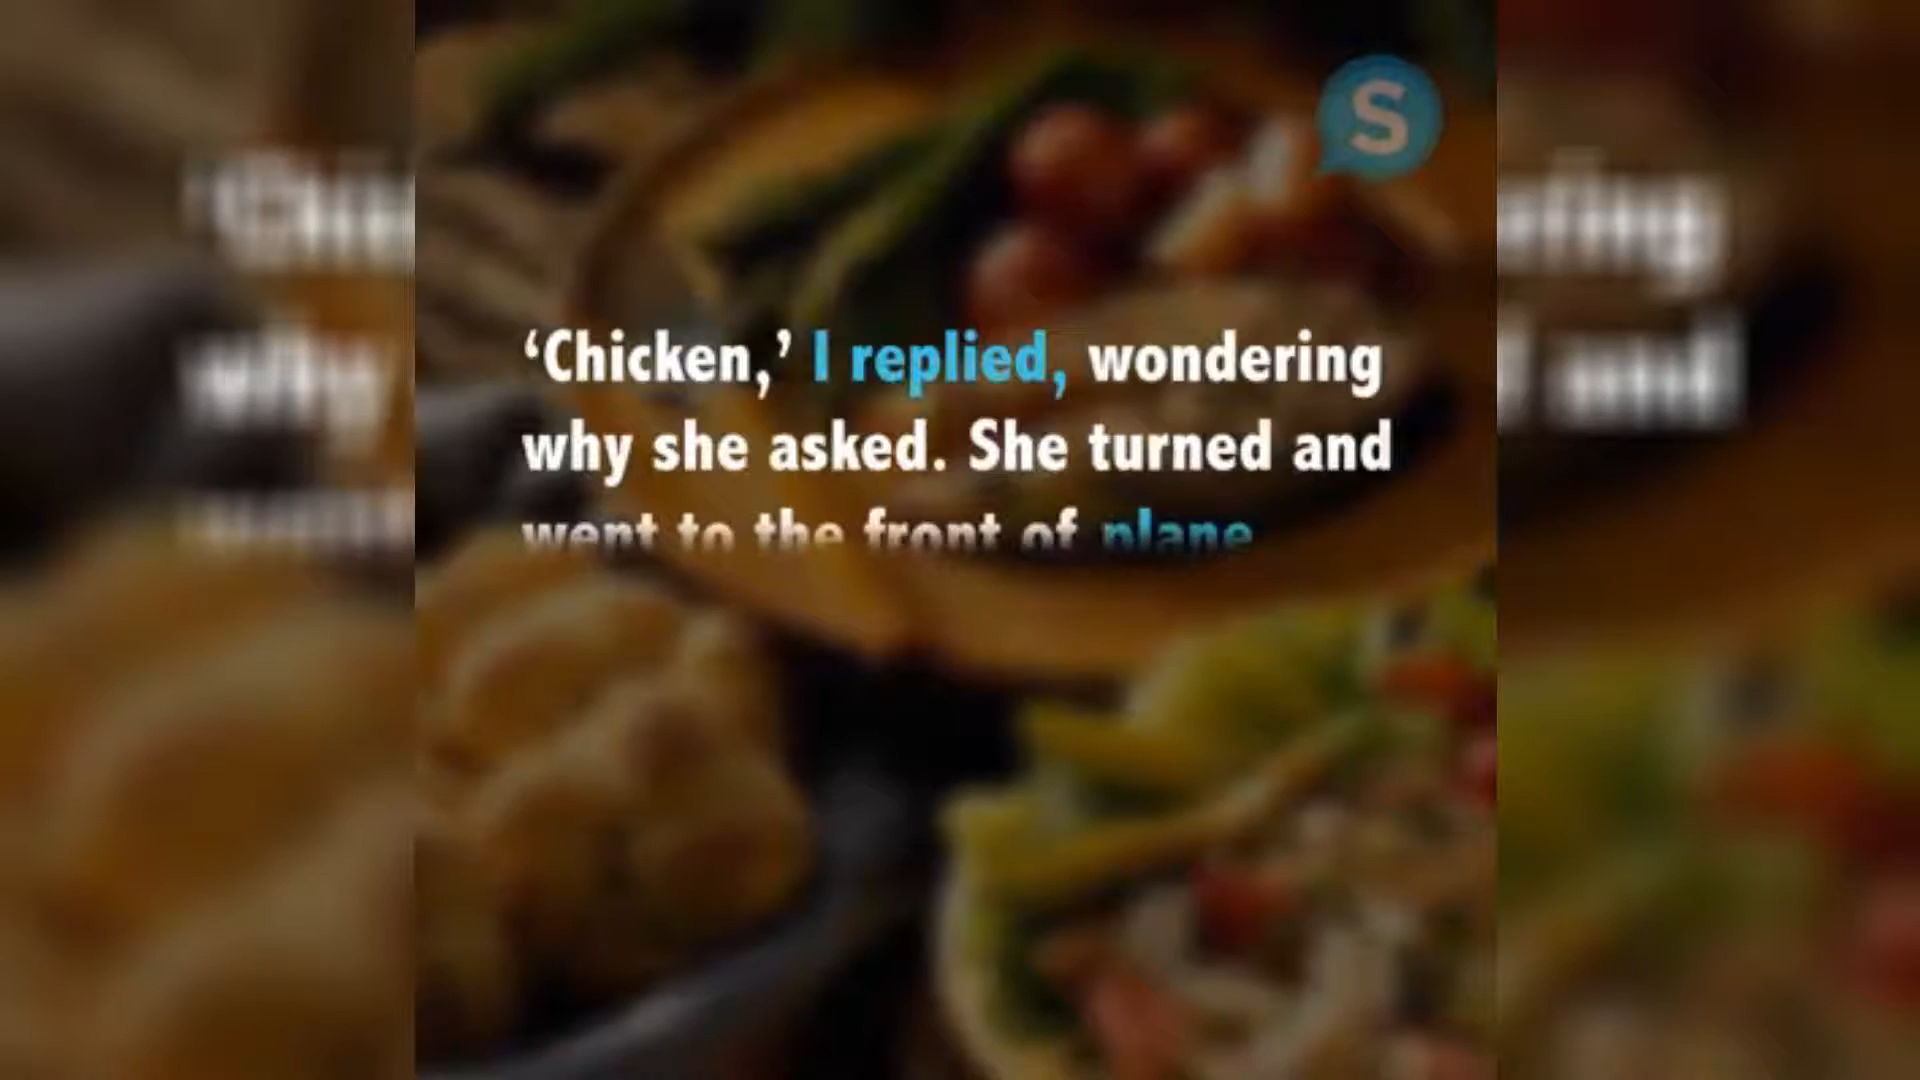 S
‘Chicken,’ I replied, wondering
why she asked. She turned and
went to the front of plane